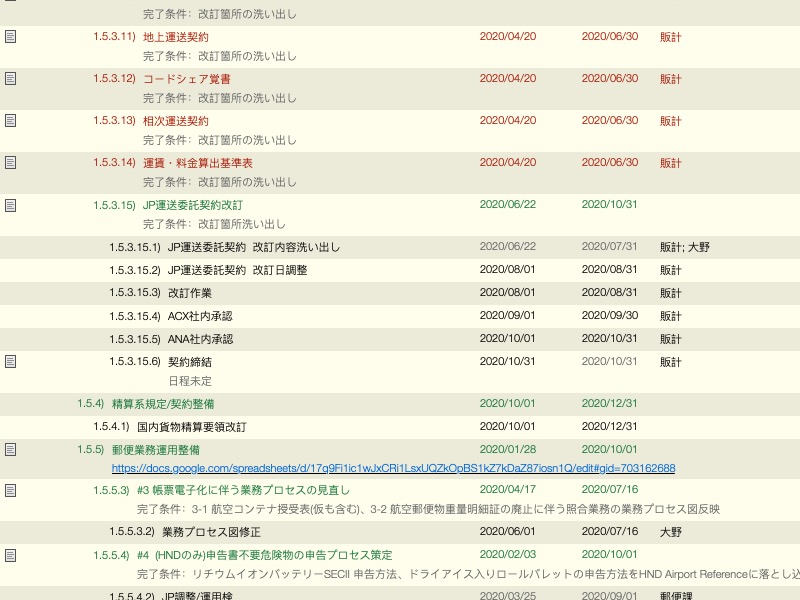 完了条件：改訂箇所の洗い出し
1.5.3.11) 地上運送契約 2020/04/20 2020/06/30 販計
完了条件：改訂箇所の洗い出し
1.5.3.12) コードシェア覚書 2020/04/20 2020/06/30 販計
完了条件：改訂箇所の洗い出し
1.5.3.13) 相次運送契約 2020/04/20 2020/06/30 販計
完了条件：改訂箇所の洗い出し
1.5.3.14) 運賃・料金算出基準表 2020/04/20 2020/06/30 販計
完了条件：改訂箇所の洗い出し
1.5.3.15) JP運送委託契約改訂 2020/06/22 2020/10/31
完了条件：改訂箇所洗い出し
1.5.3.15.1) JP運送委託契約 改訂内容洗い出し 2020/06/22 2020/07/31 販計; 大野
1.5.3.15.2) JP運送委託契約 改訂日調整 2020/08/01 2020/08/31 販計
1.5.3.15.3) 改訂作業 2020/08/01 2020/08/31 販計
1.5.3.15.4) ACX社内承認 2020/09/01 2020/09/30 販計
1.5.3.15.5) ANA社内承認 2020/10/01 2020/10/31 販計
1.5.3.15.6) 契約締結 2020/10/31 2020/10/31 販計
日程未定
1.5.4) 精算系規定/契約整備 2020/10/01 2020/12/31
1.5.4.1) 国内貨物精算要領改訂 2020/10/01 2020/12/31
1.5.5) 郵便業務運用整備 2020/01/28 2020/10/01
https://docs.google.com/spreadsheets/d/17q9Fi1ic1wJxCRi1LsxUQZkOpBS1kZ7kDaZ87iosn1Q/edit#gid=703162688
1.5.5.3) #3 帳票電子化に伴う業務プロセスの見直し 2020/04/17 2020/07/16
完了条件：3-1 航空コンテナ授受表(仮も含む)、3-2 航空郵便物重量明細証の廃止に伴う照合業務の業務プロセス図反映
1.5.5.3.2) 業務プロセス図修正 2020/06/01 2020/07/16 大野
1.5.5.4) #4 (HNDのみ)申告書不要危険物の申告プロセス策定 2020/02/03 2020/10/01
完了条件：リチウムイオンバッテリーSECII 申告方法、ドライアイス入りロールパレットの申告方法をHND Airport Referenceに落とし込
1.5.5.4.2) JP調整/運用検 2020/03/25 2020/09/01 郵便課